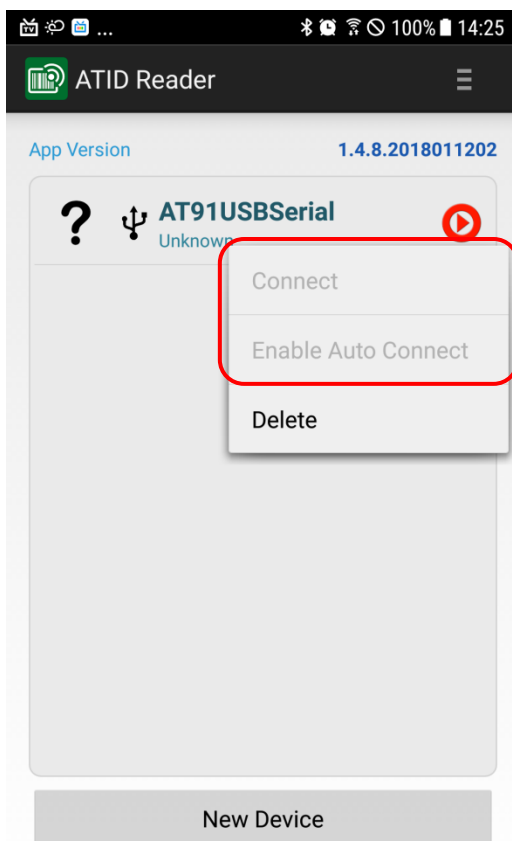 ... 100% 14:25
ATID Reader
App Version 1.4.8.2018011202
AT91USBSerial
Unknown
Connect
Enable Auto Connect
Delete
New Device